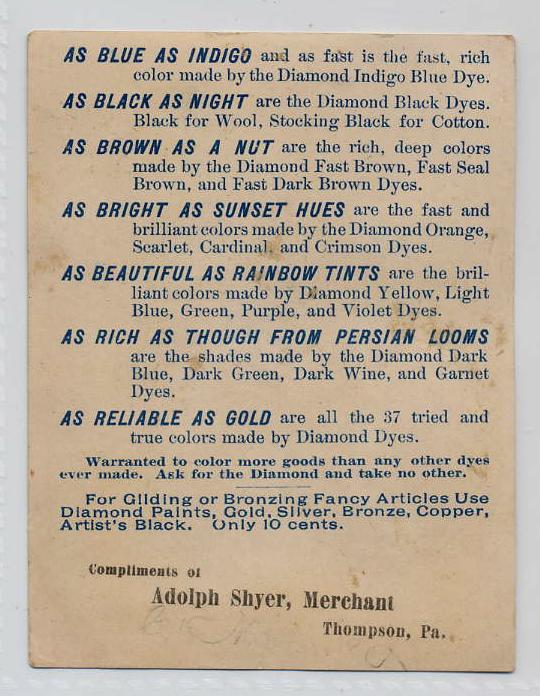 AS BLUE AS INDIGO and as fast is the fast, rich
color made by the Diamond Indigo Blue Dye.
AS BLACK AS NIGHT are the Diamond Black Dyes.
Black for Wool, Stocking Black for Cotton.
AS BROWN AS A NUT are the rich, deep colors
made by the Diamond Fast Brown, Fast Seal
Brown, and Fast Dark Brown Dyes.
AS BRIGHT AS SUNSET HUES are the fast and
brilliant colors made by the Diamond Orange,
Scarlet, Cardinal, and Crimson Dyes.
AS BEAUTIFUL AS RAINBOW TINTS are the bril-
liant colors made by Diamond Yellow, Light
Blue, Green, Purple, and Violet Dyes.
AS RICH AS THOUGH FROM PERSIAN LOOMS
are the shades made by the Diamond Dark
Blue, Dark Green, Dark Wine, and Garnet
Dyes.
AS RELIABLE AS GOLD are all the 37 tried and
true colors made by Diamond Dyes.
Warranted to color more goods than any other dyes
ever made. Ask for the Diamond and take no other.
For Gilding or Bronzing Fancy Articles Use
Diamond Paints, Gold, Silver, Bronze, Copper,
Artist's Black. Only 10 cents.
Compliments of
Adolph Shyer, Merchant
Thompson, Pa.